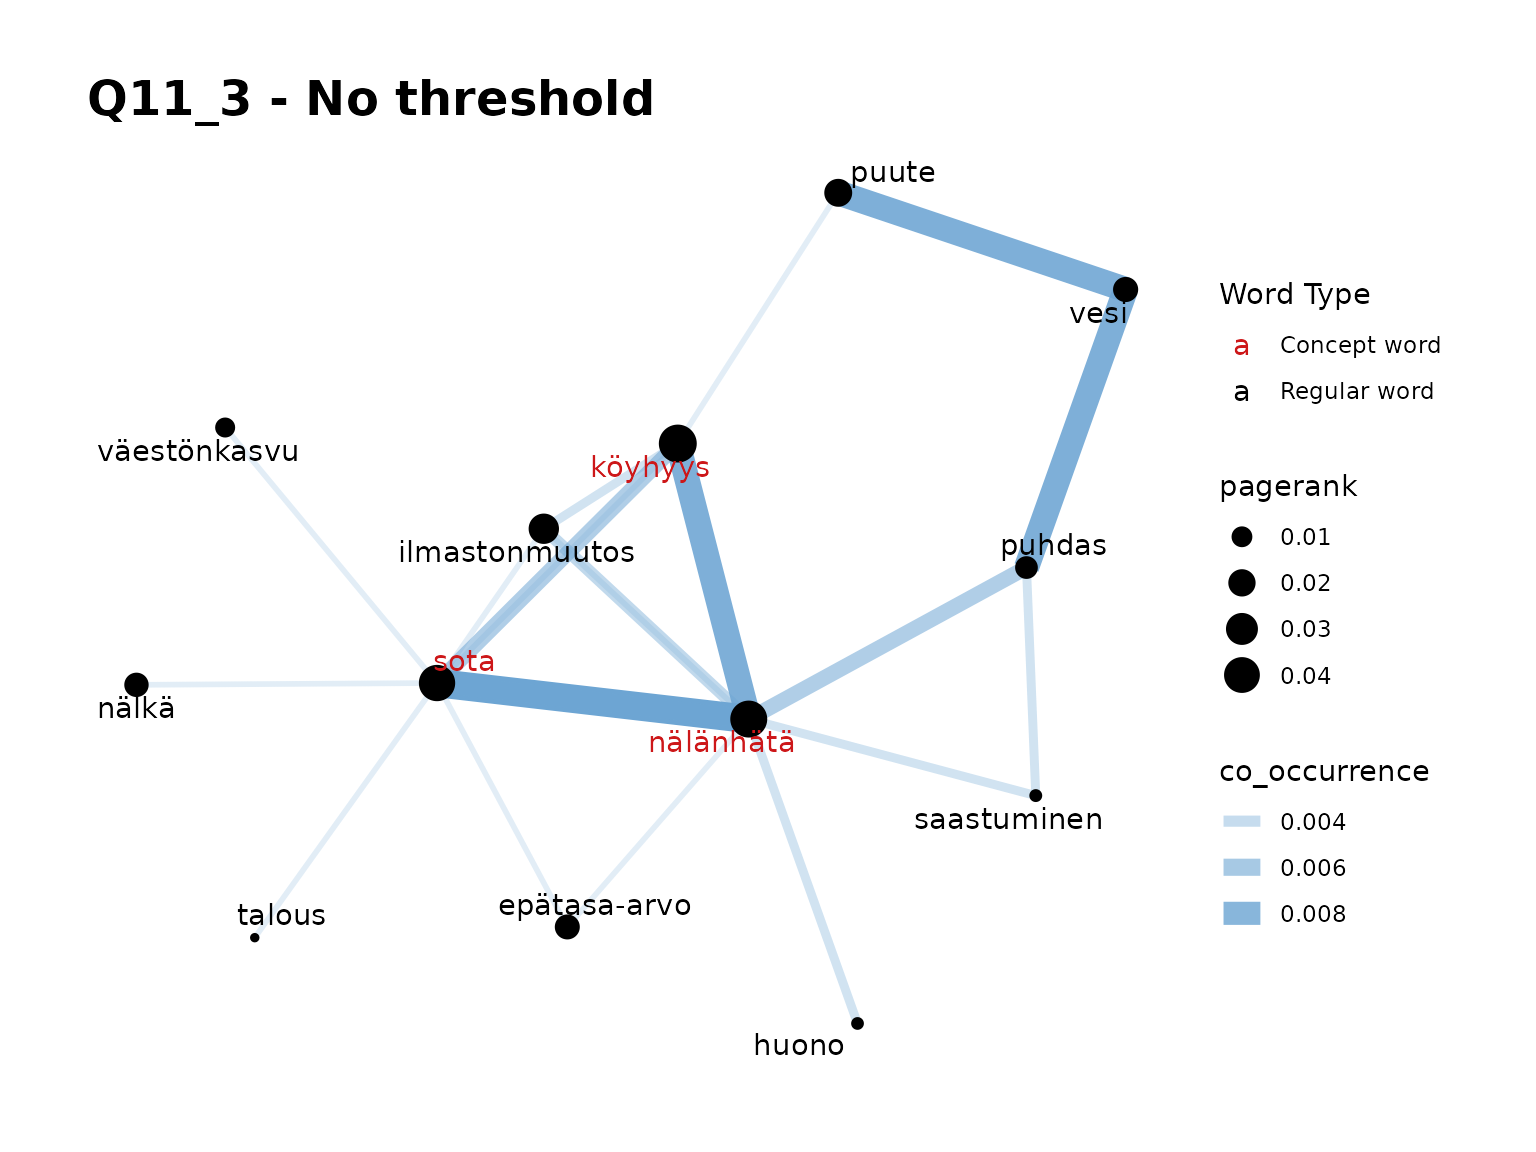 Q11_3 - No threshold
puute
vesi
väestönkasvu
köyhyys
ilmastonmuutos
puhdas
sota
nälkä
nälänhätä
saastuminen
epätasa-arvo
talous
huono
Word Type
a Concept word
a Regular word
pagerank
0.01
0.02
0.03
0.04
co_occurrence
0.004
0.006
0.008